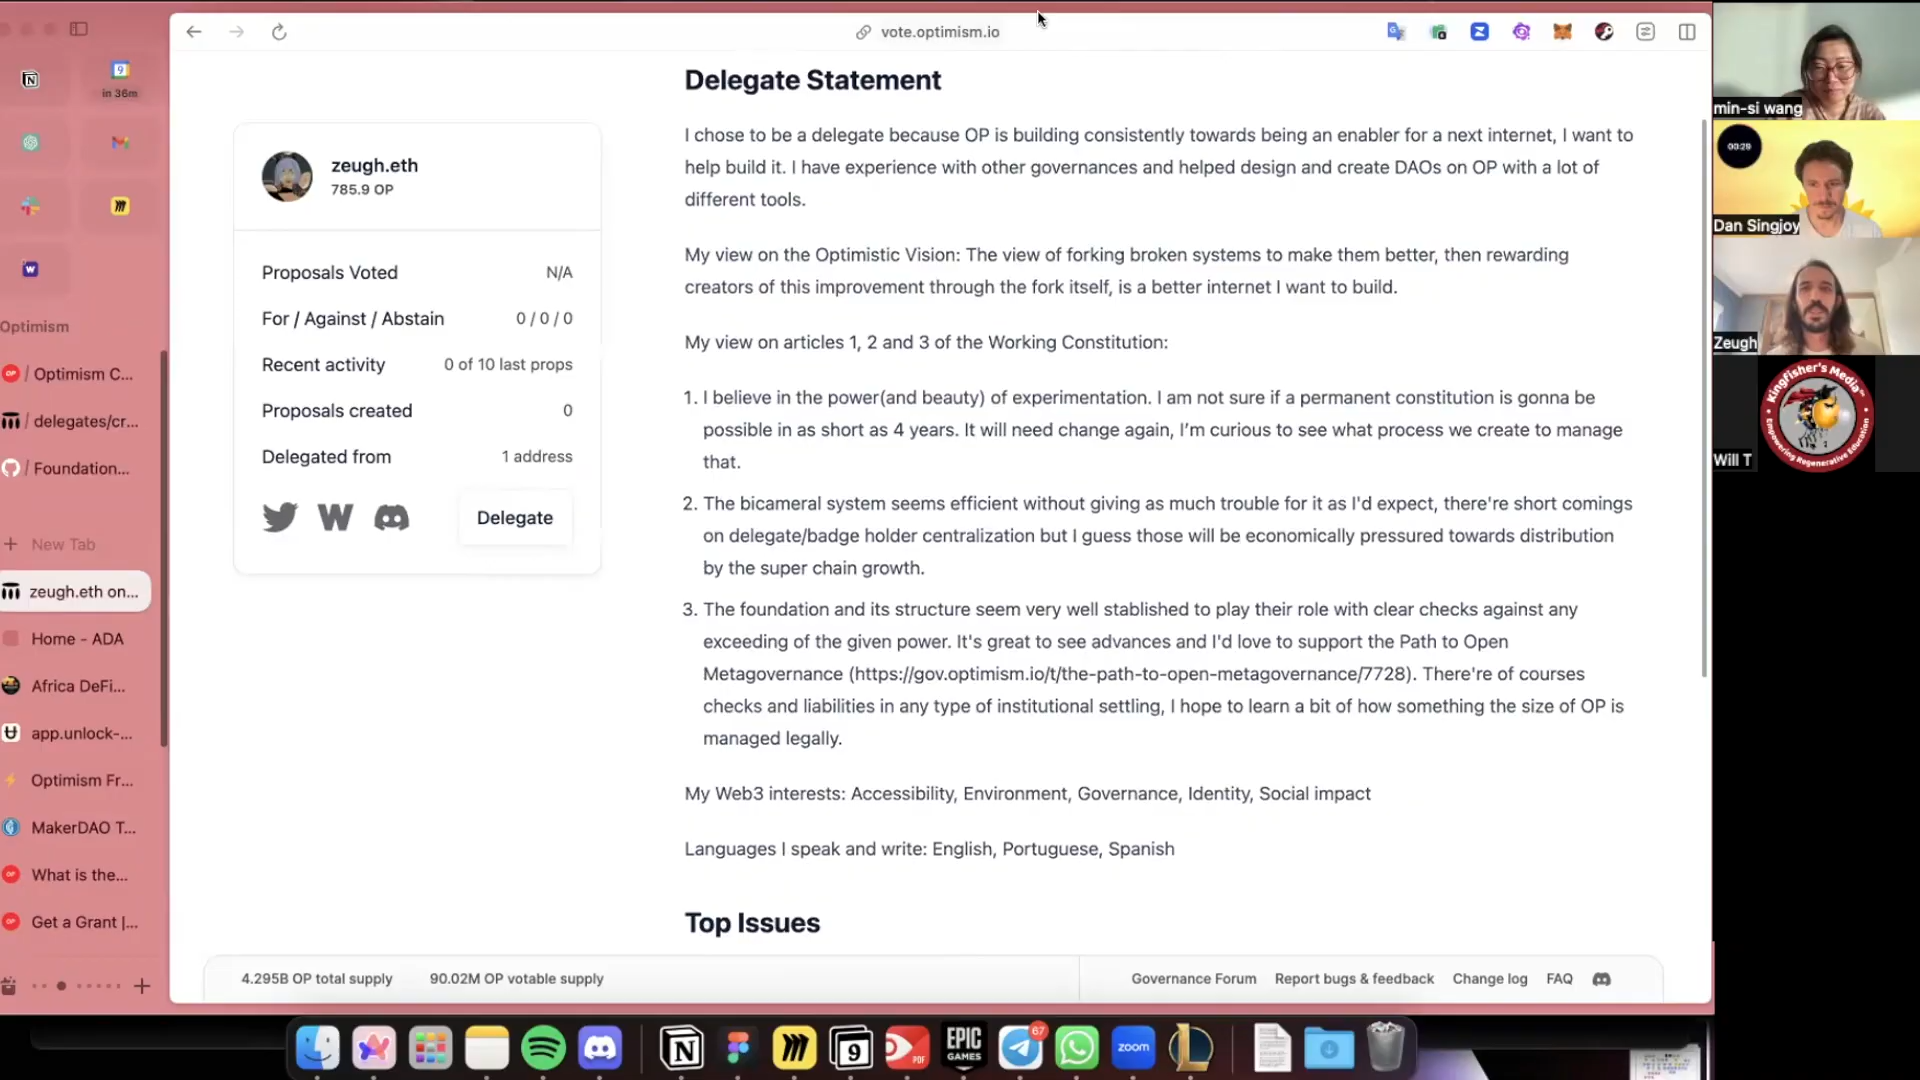 vote.optimism.io
in 36m
Optimism
/ Optimism C...
/ delegates/cr...
/ Foundation...
+ New Tab
zeugh.eth on...
Home - ADA
Africa DeFi...
app.unlock-...
Optimism Fr...
MakerDAO T...
What is the...
Get a Grant |...
zeugh.eth
785.9 OP
Proposals Voted N/A
For / Against / Abstain 0 / 0 / 0
Recent activity 0 of 10 last props
Proposals created 0
Delegated from 1 address
Delegate
Delegate Statement
I chose to be a delegate because OP is building consistently towards being an enabler for a next internet, I want to
help build it. I have experience with other governances and helped design and create DAOs on OP with a lot of
different tools.
My view on the Optimistic Vision: The view of forking broken systems to make them better, then rewarding
creators of this improvement through the fork itself, is a better internet I want to build.
My view on articles 1, 2 and 3 of the Working Constitution:
1. I believe in the power(and beauty) of experimentation. I am not sure if a permanent constitution is gonna be
possible in as short as 4 years. It will need change again, I'm curious to see what process we create to manage
that.
2. The bicameral system seems efficient without giving as much trouble for it as I'd expect, there're short comings
on delegate/badge holder centralization but I guess those will be economically pressured towards distribution
by the super chain growth.
3. The foundation and its structure seem very well stablished to play their role with clear checks against any
exceeding of the given power. It's great to see advances and I'd love to support the Path to Open
Metagovernance (https://gov.optimism.io/t/the-path-to-open-metagovernance/7728). There're of courses
checks and liabilities in any type of institutional settling, I hope to learn a bit of how something the size of OP is
managed legally.
My Web3 interests: Accessibility, Environment, Governance, Identity, Social impact
Languages I speak and write: English, Portuguese, Spanish
Top Issues
4.295B OP total supply 90.02M OP votable supply
Governance Forum Report bugs & feedback Change log FAQ
min-si wang
00:29
Dan Singjoy
Zeugh
Kingfisher's Media
Empowering Regenerative Education
Will T
9
PDF
EPIC
GAMES
67
zoom